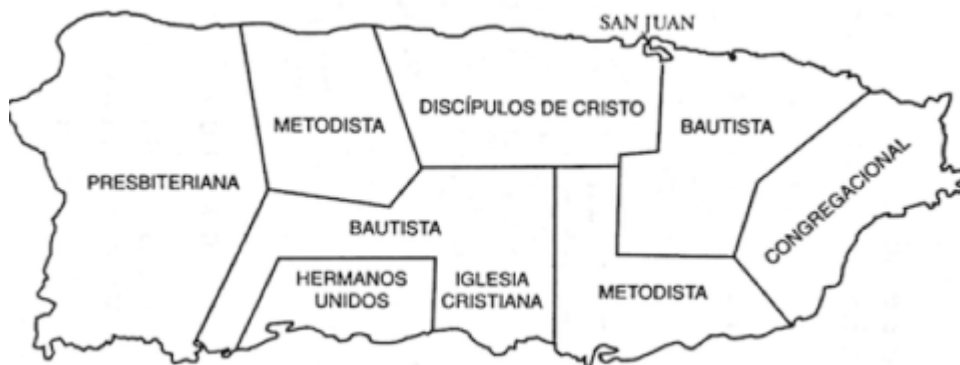 SAN JUAN
DISCÍPULOS DE CRISTO
METODISTA
BAUTISTA
PRESBITERIANA
CONGREGACIONAL
BAUTISTA
HERMANOS
UNIDOS
IGLESIA
CRISTIANA
METODISTA